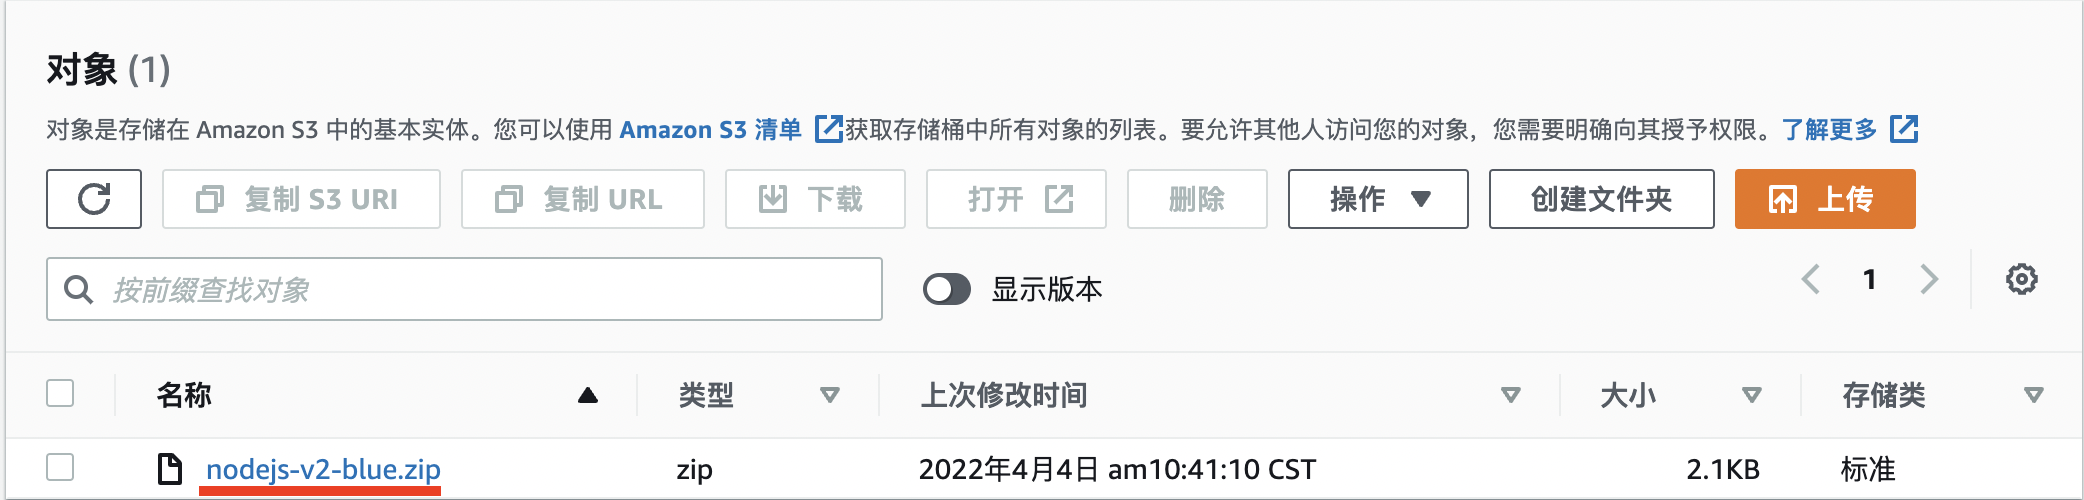 对象 (1)
对象是存储在 Amazon S3 中的基本实体。您可以使用 Amazon S3 清单 获取存储桶中所有对象的列表。要允许其他人访问您的对象，您需要明确向其授予权限。了解更多
复制 S3 URI 复制 URL 下载 打开 删除 操作 创建文件夹 上传
按前缀查找对象 显示版本 1
名称 类型 上次修改时间 大小 存储类
nodejs-v2-blue.zip zip 2022年4月4日 am10:41:10 CST 2.1KB 标准